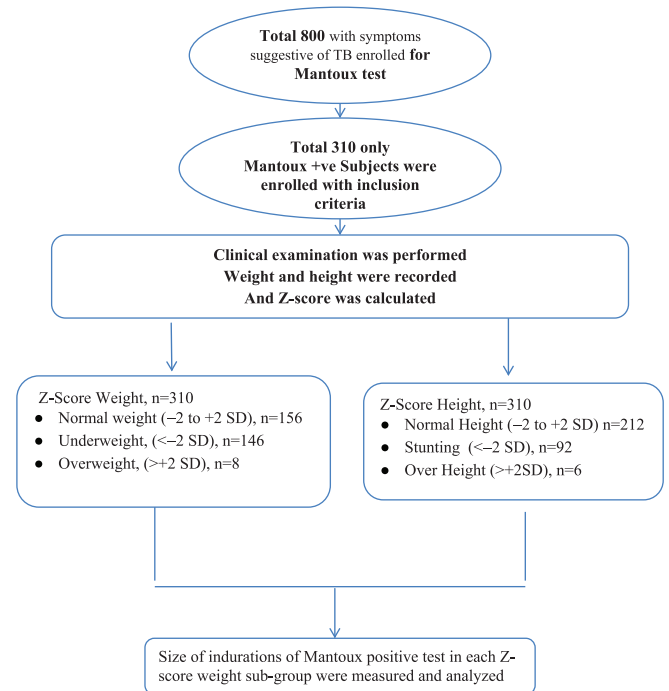 Total 800 with symptoms
suggestive of TB enrolled for
Mantoux test
Total 310 only
Mantoux +ve Subjects were
enrolled with inclusion
criteria
Clinical examination was performed
Weight and height were recorded
And Z-score was calculated
Z-Score Weight, n=310
● Normal weight (−2 to +2 SD), n=156
● Underweight, (<−2 SD), n=146
● Overweight, (>+2 SD), n=8
Z-Score Height, n=310
● Normal Height (−2 to +2 SD) n=212
● Stunting (<−2 SD), n=92
● Over Height (>+2SD), n=6
Size of indurations of Mantoux positive test in each Z-
score weight sub-group were measured and analyzed